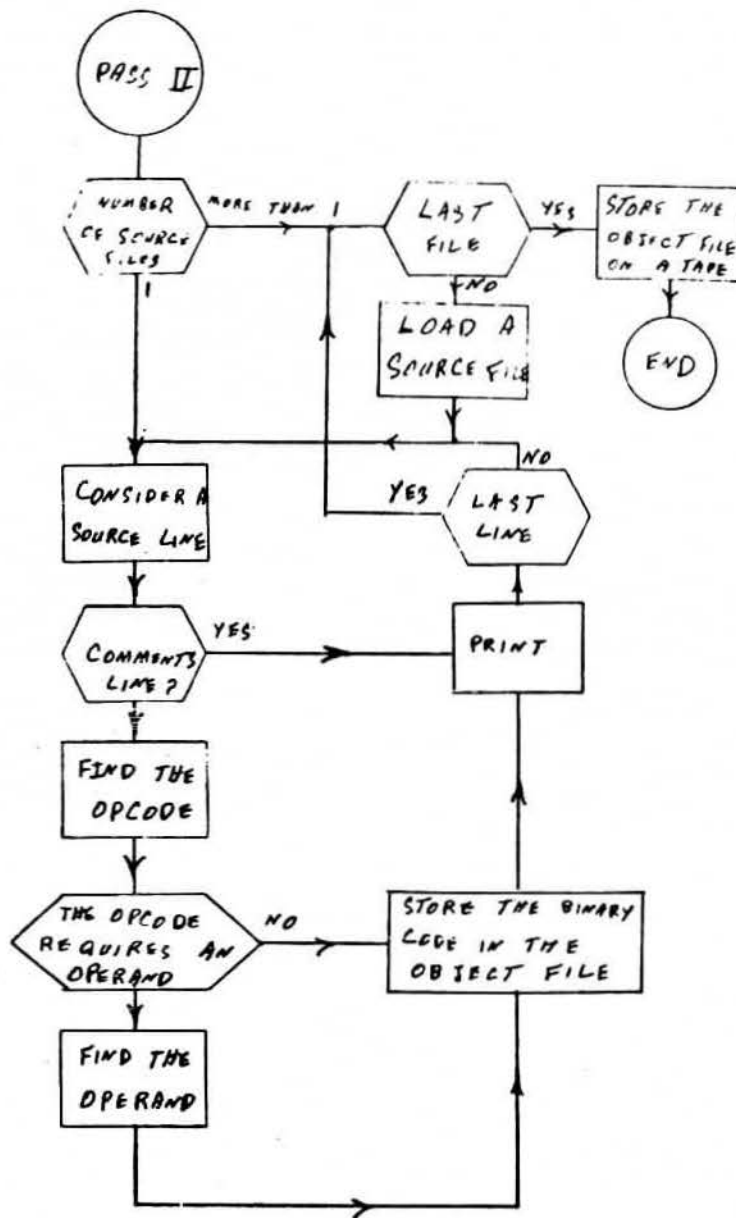 PASS II
NUMBER
OF SOURCE
FILES
MORE THAN 1
LAST
FILE
YES
STORE THE
OBJECT FILE
ON A TAPE
1
NO
LOAD A
SOURCE FILE
END
CONSIDER A
SOURCE LINE
YES
NO
LAST
LINE
COMMENTS
LINE?
YES
PRINT
FIND THE
OPCODE
THE OPCODE
REQUIRES AN
OPERAND
NO
STORE THE BINARY
CODE IN THE
OBJECT FILE
FIND THE
OPERAND